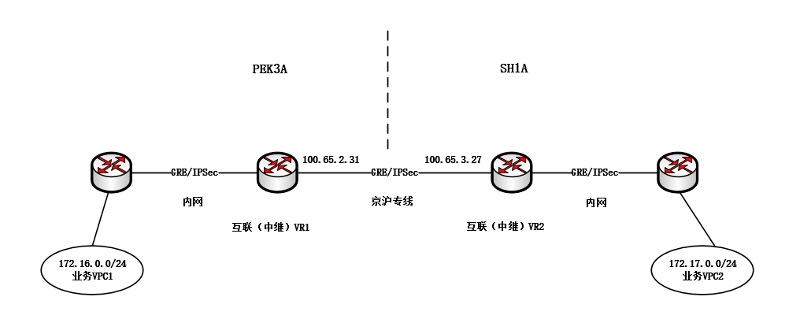 PEK3A
SH1A
100.65.2.31
100.65.3.27
GRE/IPSec
GRE/IPSec
GRE/IPSec
内网
京沪专线
内网
互联（中继）VR1
互联（中继）VR2
172.16.0.0/24
业务VPC1
172.17.0.0/24
业务VPC2